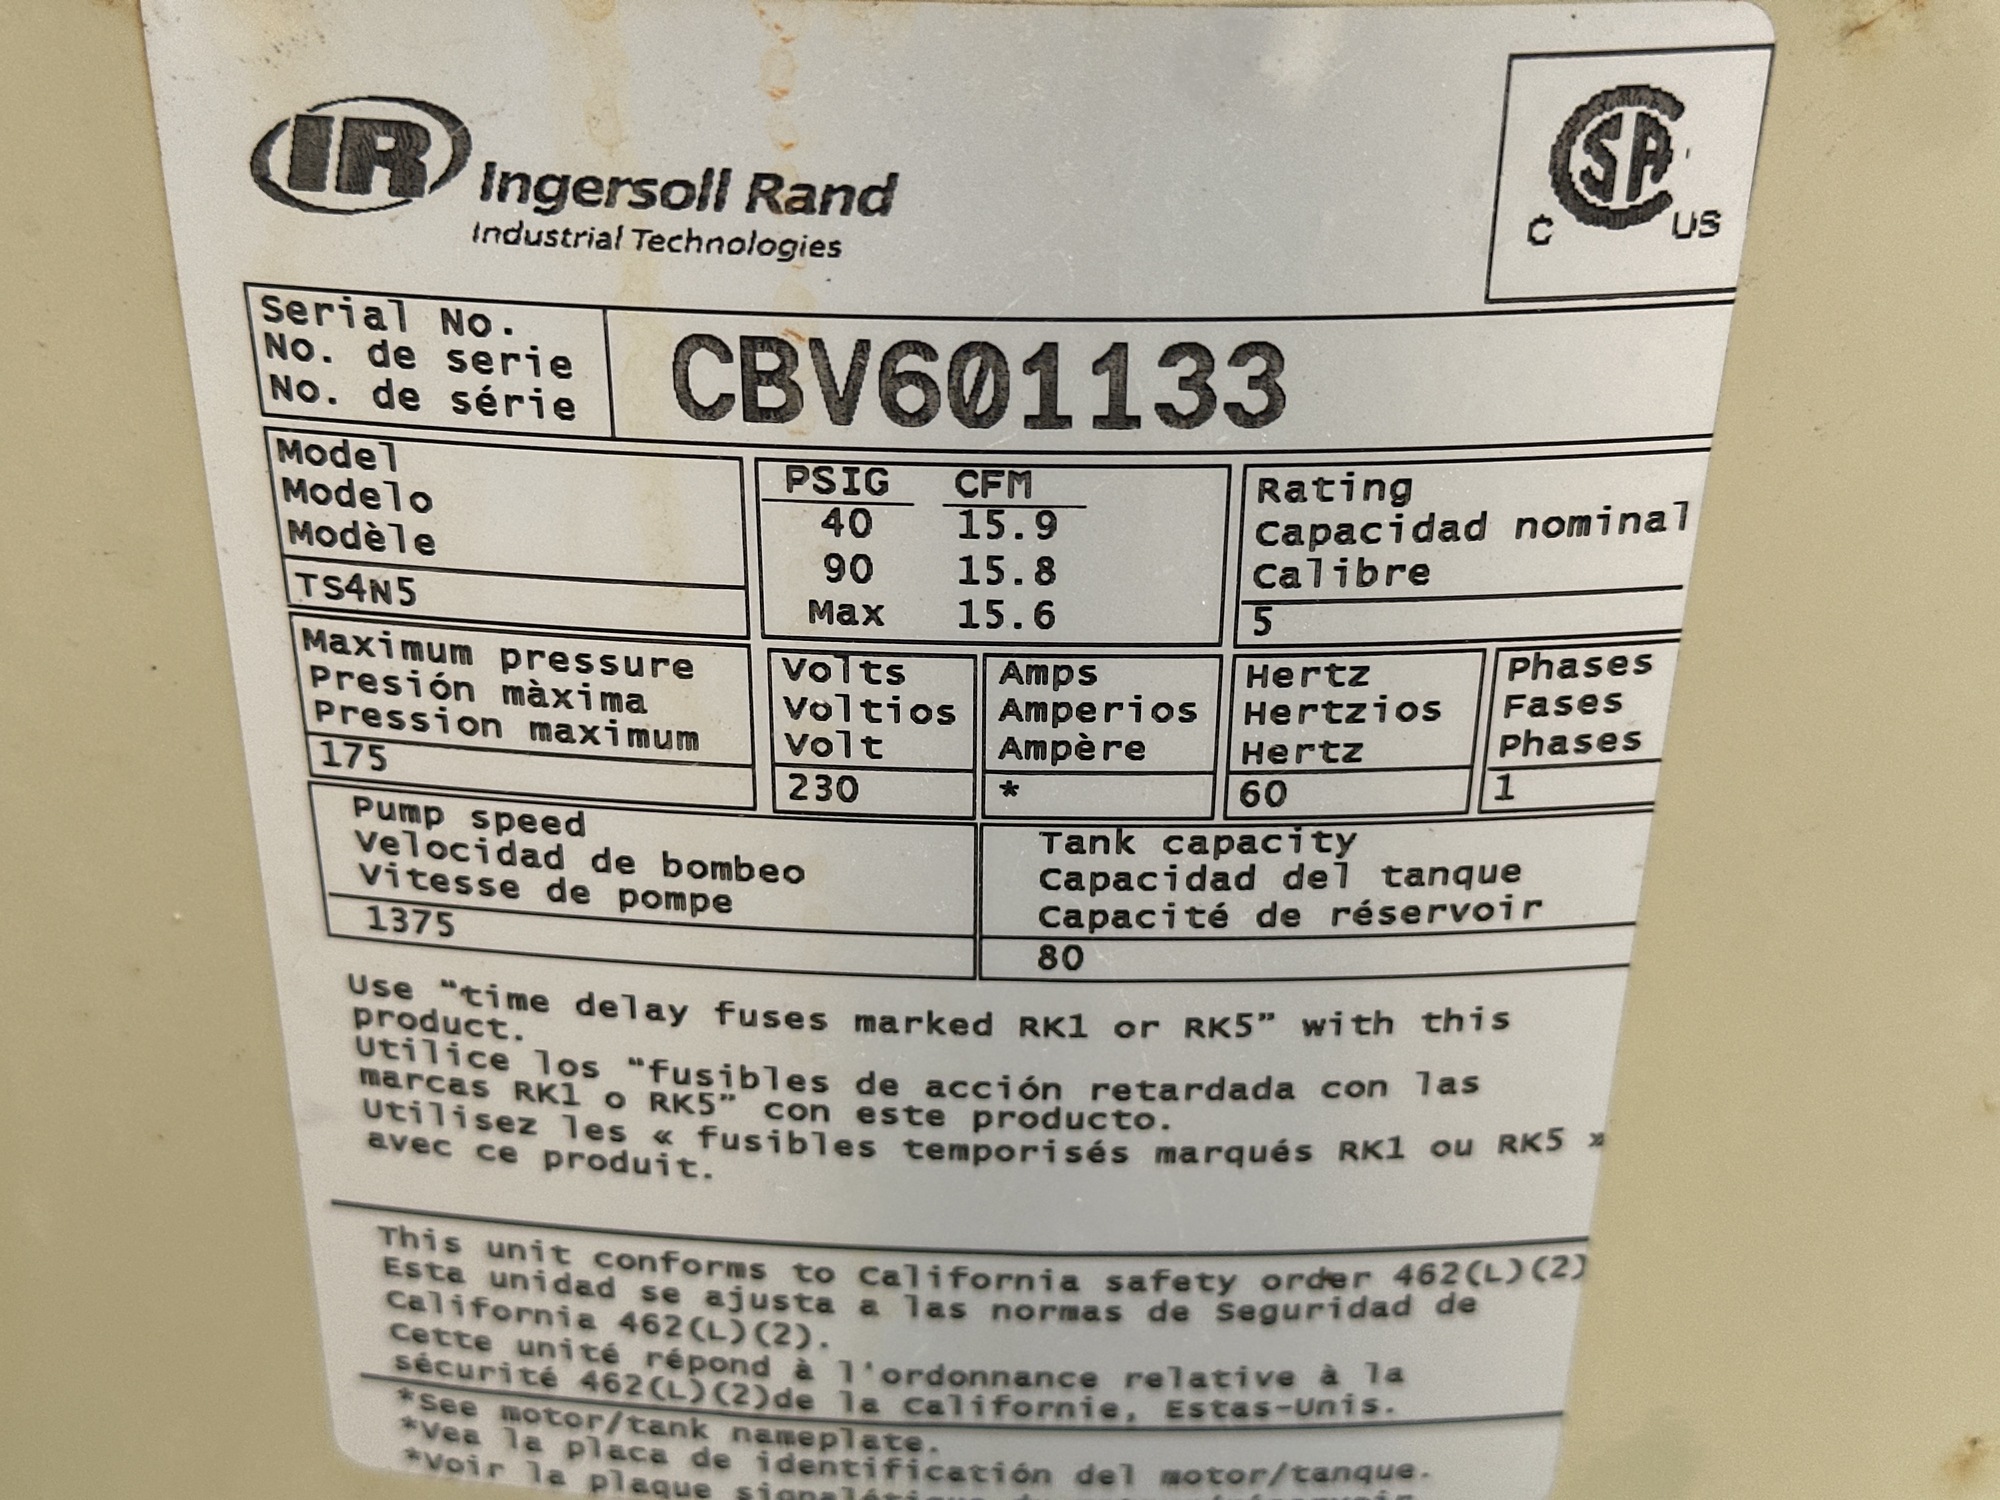 IR Ingersoll Rand
Industrial Technologies
CSA
C US
Serial No.
No. de serie
No. de série
CBV601133
Model
Modelo
Modèle
TS4N5
PSIG CFM
40 15.9
90 15.8
Max 15.6
Rating
Capacidad nominal
Calibre
5
Maximum pressure
Presión màxima
Pression maximum
175
Volts
Voltios
Volt
230
Amps
Amperios
Ampère
*
Hertz
Hertzios
Hertz
60
Phases
Fases
Phases
1
Pump speed
Velocidad de bombeo
Vitesse de pompe
1375
Tank capacity
Capacidad del tanque
Capacité de réservoir
80
Use "time delay fuses marked RK1 or RK5" with this
product.
Utilice los "fusibles de acción retardada con las
marcas RK1 o RK5" con este producto.
Utilisez les « fusibles temporisés marqués RK1 ou RK5 »
avec ce produit.
This unit conforms to California safety order 462(L)(2)
Esta unidad se ajusta a las normas de Seguridad de
California 462(L)(2).
Cette unité répond à l'ordonnance relative à la
sécurité 462(L)(2)de la Californie, Estas-Unis.
*See motor/tank nameplate.
*Vea la placa de identificación del motor/tanque.
*Voir la plaque